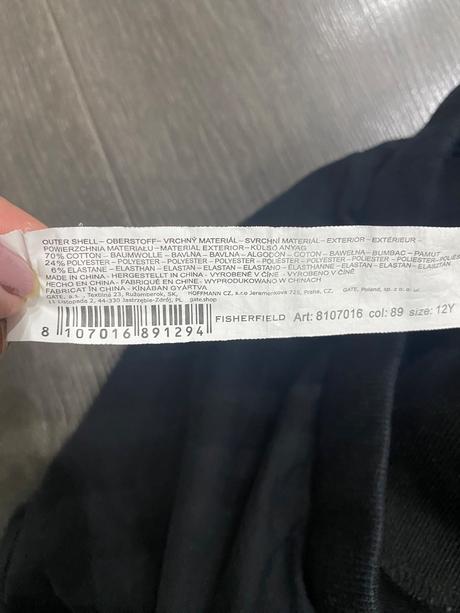 OUTER SHELL – OBERSTOFF – VRCHNÝ MATERIÁL – SVRCHNÍ MATERIÁL – EXTERIOR – EXTÉRIEUR –
POWIERZCHNIA MATERIAŁU – MATERIAL EXTERIOR – KÜLSŐ ANYAG
70% COTTON – BAUMWOLLE – BAVLNA – BAVLNA – ALGODÓN – COTON – BAWEŁNA – BUMBAC – PAMUT
24% POLYESTER – POLYESTER – POLYESTER – POLYESTER – POLIÉSTER – POLYESTER – POLIESTER – POLIESTER – POLIÉSZTER
6% ELASTANE – ELASTHAN – ELASTAN – ELASTAN – ELASTANO – ÉLASTHANNE – ELASTAN – ELASTAN – ELASZTÁN
MADE IN CHINA – HERGESTELLT IN CHINA – VYROBENÉ V ČÍNE – VYROBENO V ČÍNĚ
HECHO EN CHINA – FABRIQUÉ EN CHINE – WYPRODUKOWANO W CHINACH
FABRICAT ÎN CHINA – KÍNÁBAN GYÁRTVA
GATE, a.s., Textilná 23, Ružomberok, SK, HOFFMANN CZ, s.r.o Jeremenkova 725, Praha, CZ, GATE, Poland, sp. z o. o.
11 Listopada 2, 44-330 Jastrzębie-Zdrój, PL gate.shop
8 107016 891294 FISHERFIELD Art: 8107016 col: 89 size: 12Y